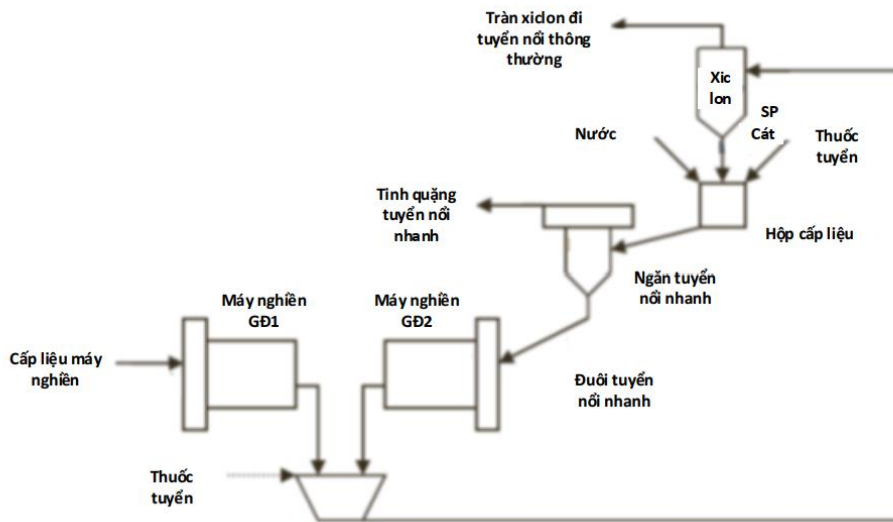 Tràn xiclon đi
tuyển nổi thông
thường
Xic
lon
SP
Cát
Nước
Thuốc
tuyển
Tinh quặng
tuyển nổi
nhanh
Hộp cấp liệu
Ngăn tuyển
nổi nhanh
Máy nghiền
GĐ1
Máy nghiền
GĐ2
Cấp liệu máy
nghiền
Đuôi tuyển
nổi nhanh
Thuốc
tuyển